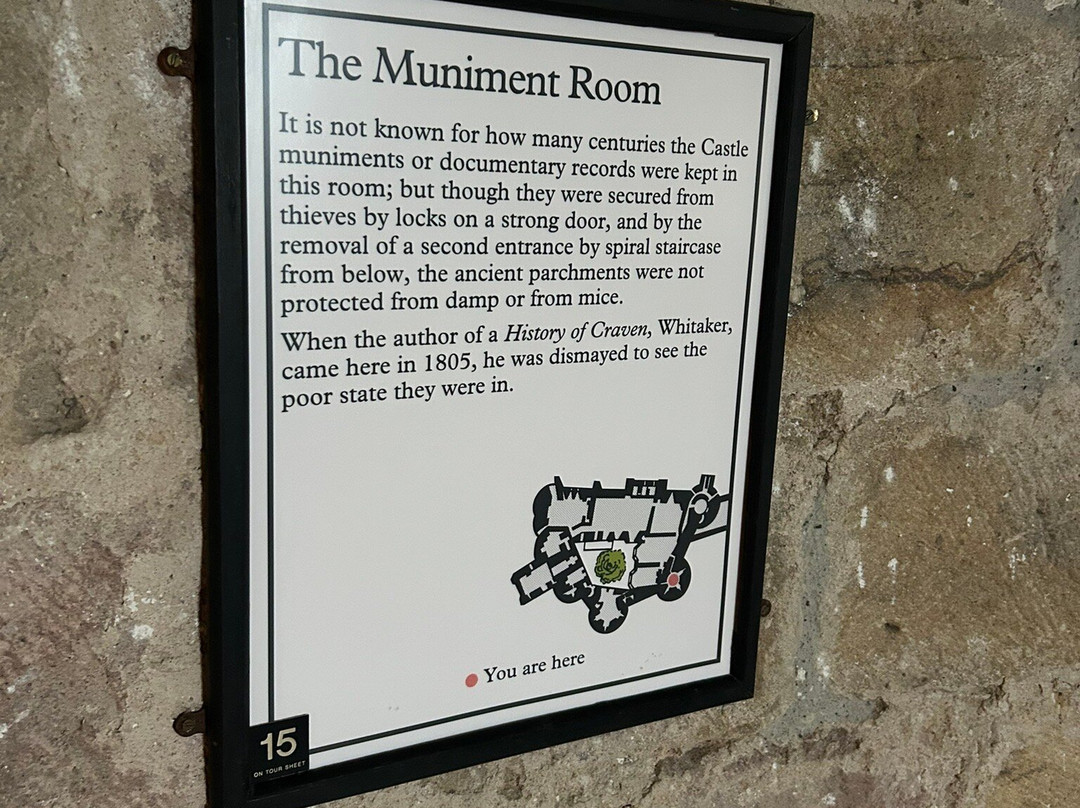 The Muniment Room
It is not known for how many centuries the Castle
muniments or documentary records were kept in
this room; but though they were secured from
thieves by locks on a strong door, and by the
removal of a second entrance by spiral staircase
from below, the ancient parchments were not
protected from damp or from mice.
When the author of a History of Craven, Whitaker,
came here in 1805, he was dismayed to see the
poor state they were in.
You are here
15
ON TOUR SHEET